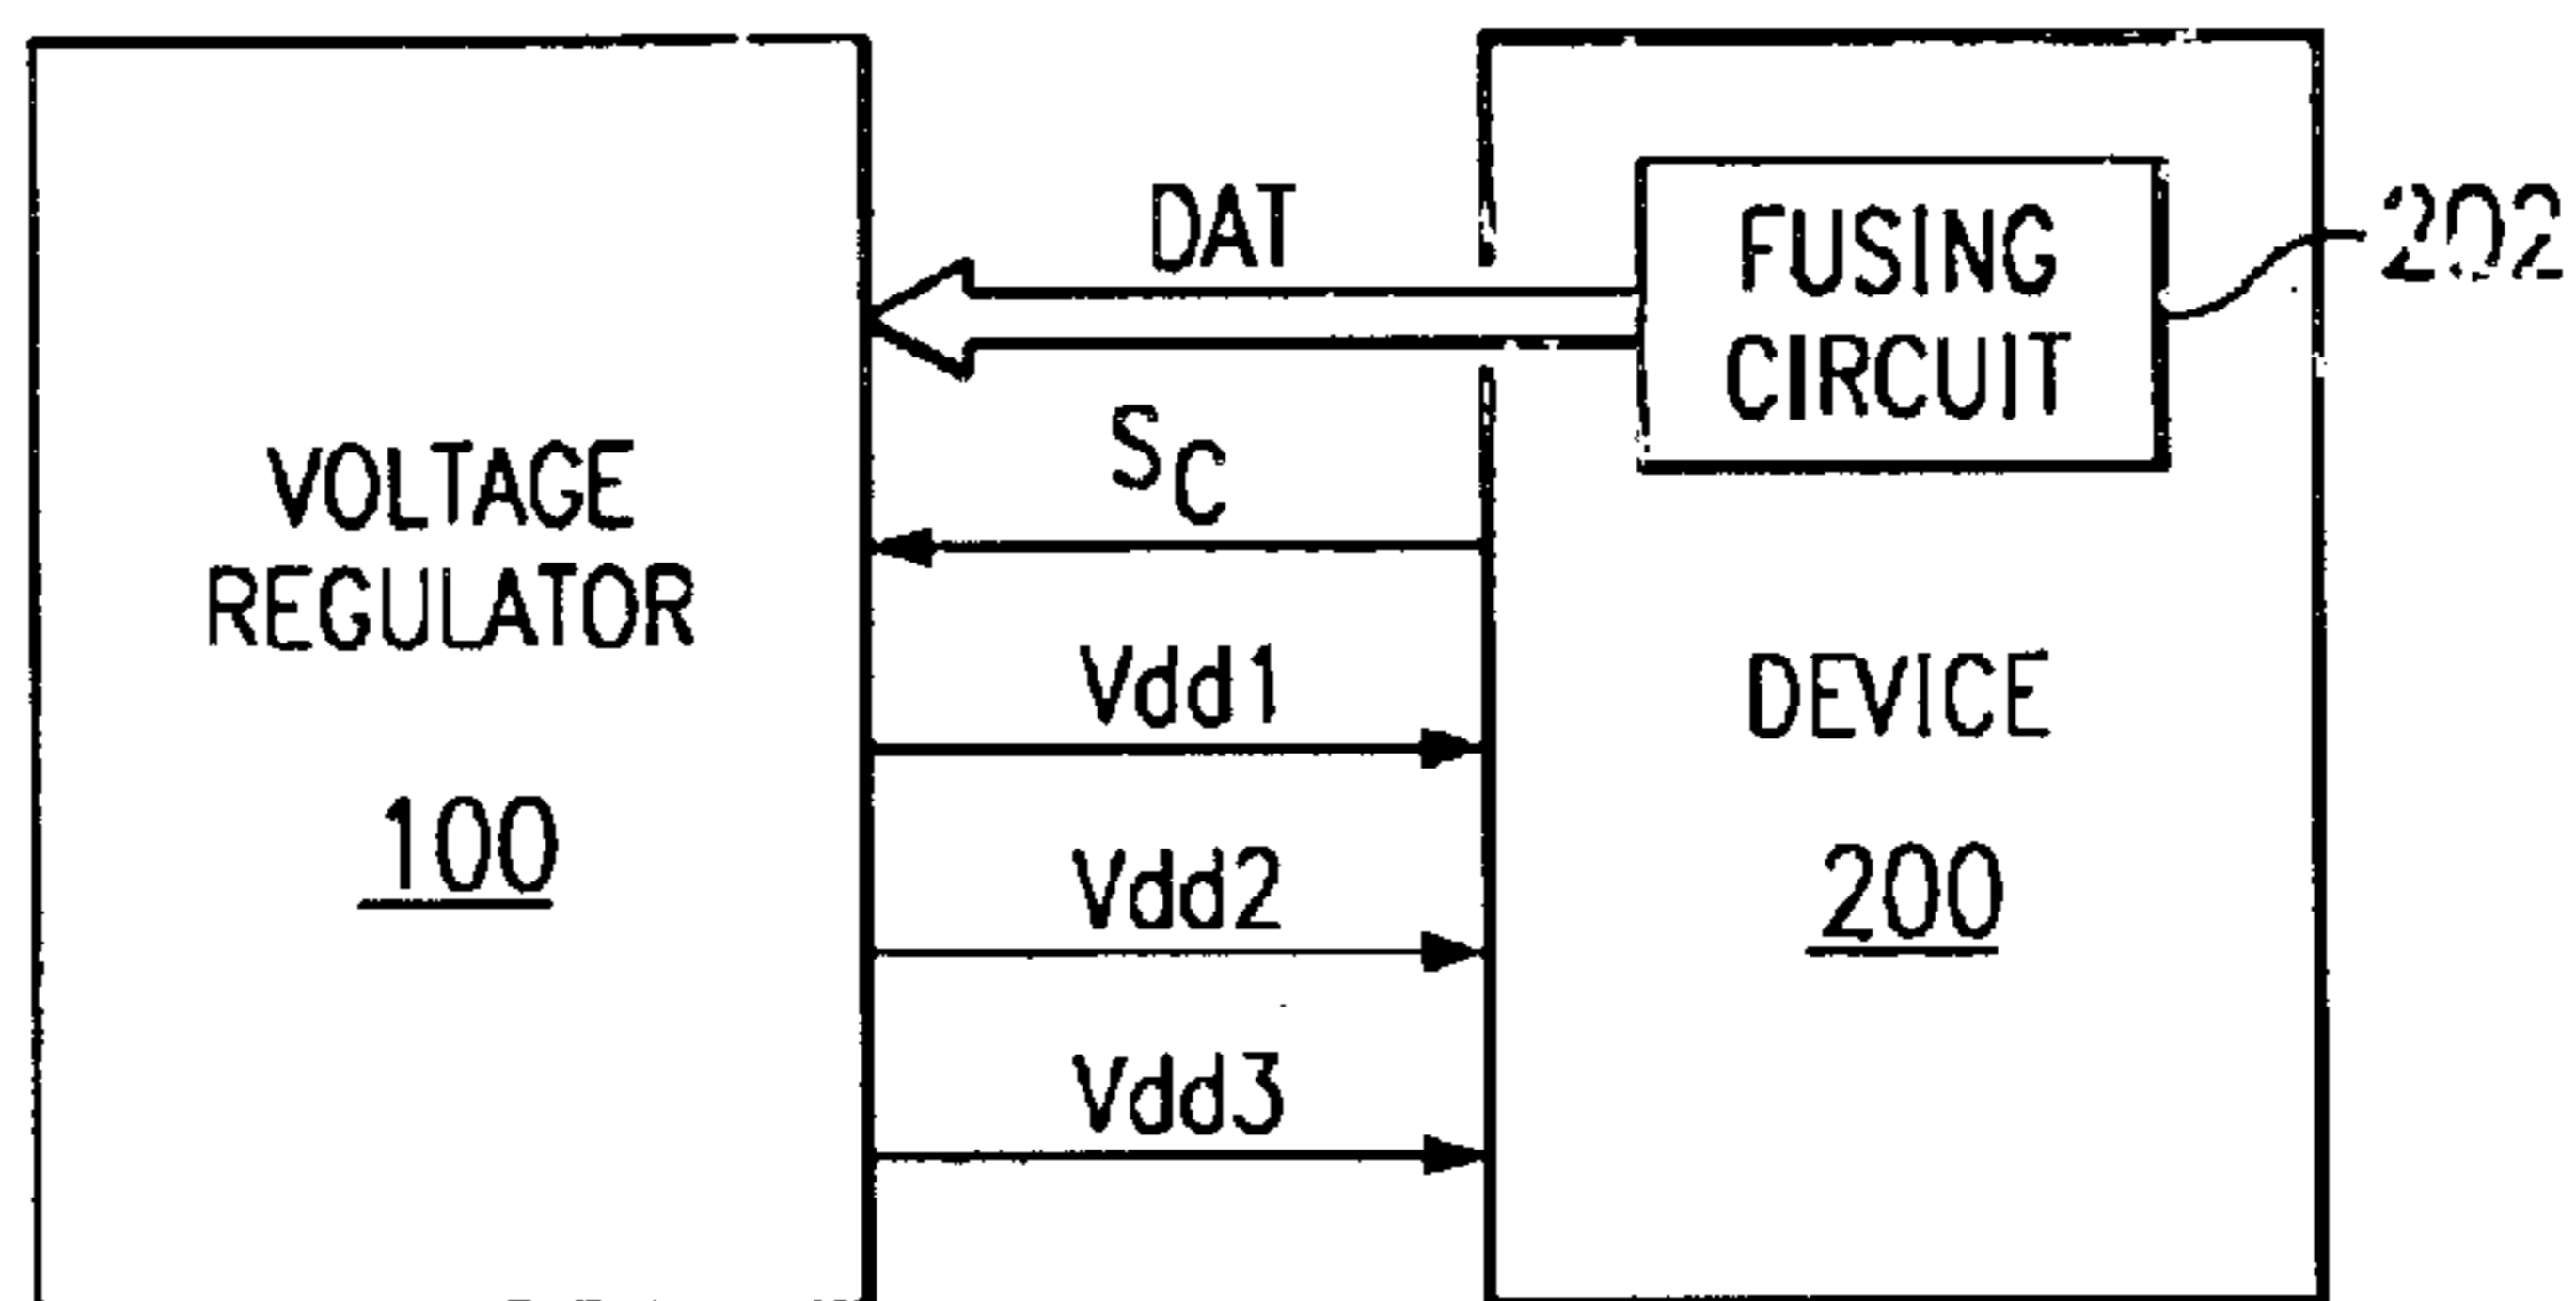 VOLTAGE
REGULATOR
100
DAT
SC
Vdd1
Vdd2
Vdd3
FUSING
CIRCUIT
202
DEVICE
200